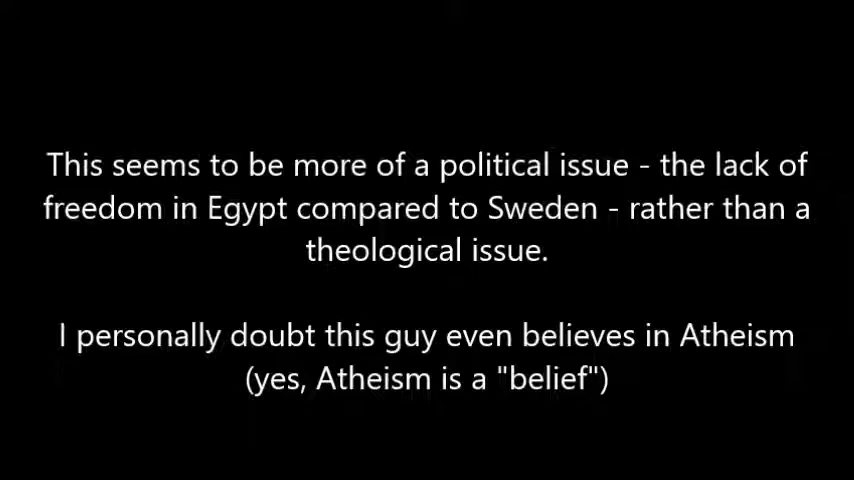 This seems to be more of a political issue - the lack of
freedom in Egypt compared to Sweden - rather than a
theological issue.
I personally doubt this guy even believes in Atheism
(yes, Atheism is a "belief")